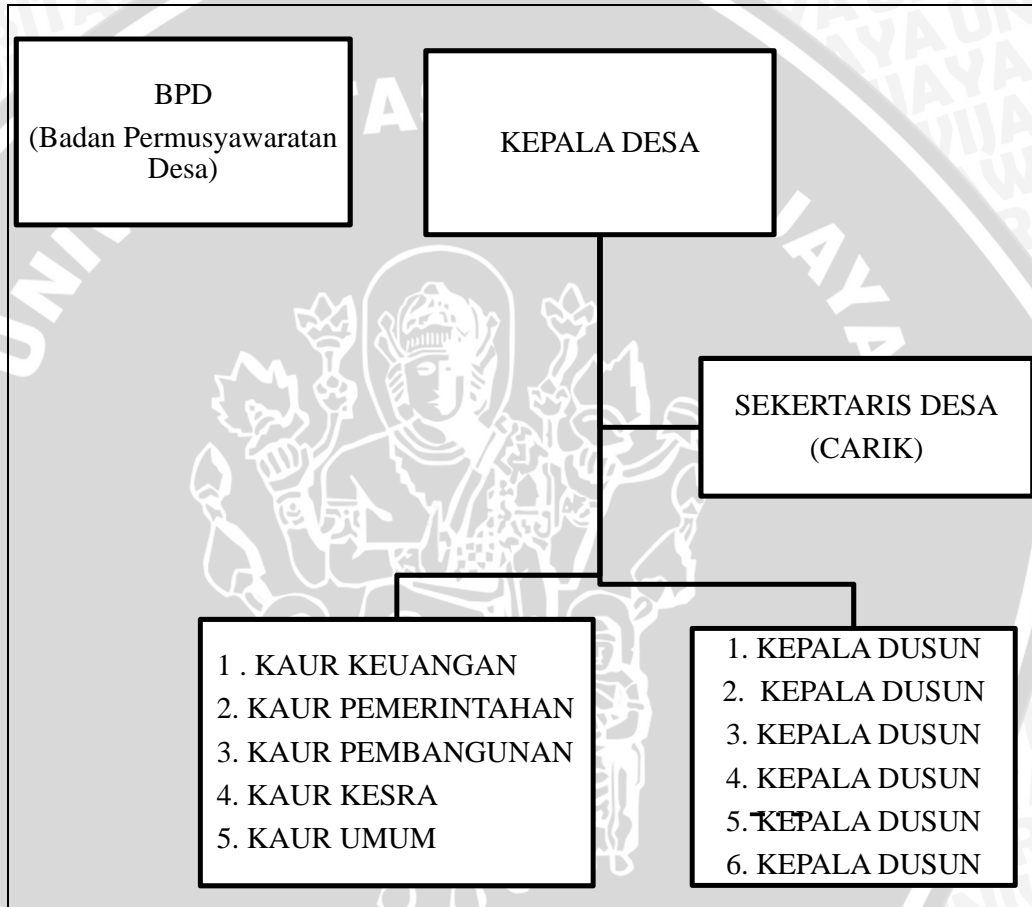 BPD
(Badan Permusyawaratan
Desa)
KEPALA DESA
SEKERTARIS DESA
(CARIK)
1 . KAUR KEUANGAN
2. KAUR PEMERINTAHAN
3. KAUR PEMBANGUNAN
4. KAUR KESRA
5. KAUR UMUM
1. KEPALA DUSUN
2. KEPALA DUSUN
3. KEPALA DUSUN
4. KEPALA DUSUN
5. KEPALA DUSUN
6. KEPALA DUSUN